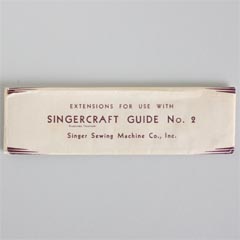 EXTENSIONS FOR USE WITH
SINGERCRAFT GUIDE No. 2
Singer Sewing Machine Co., Inc.